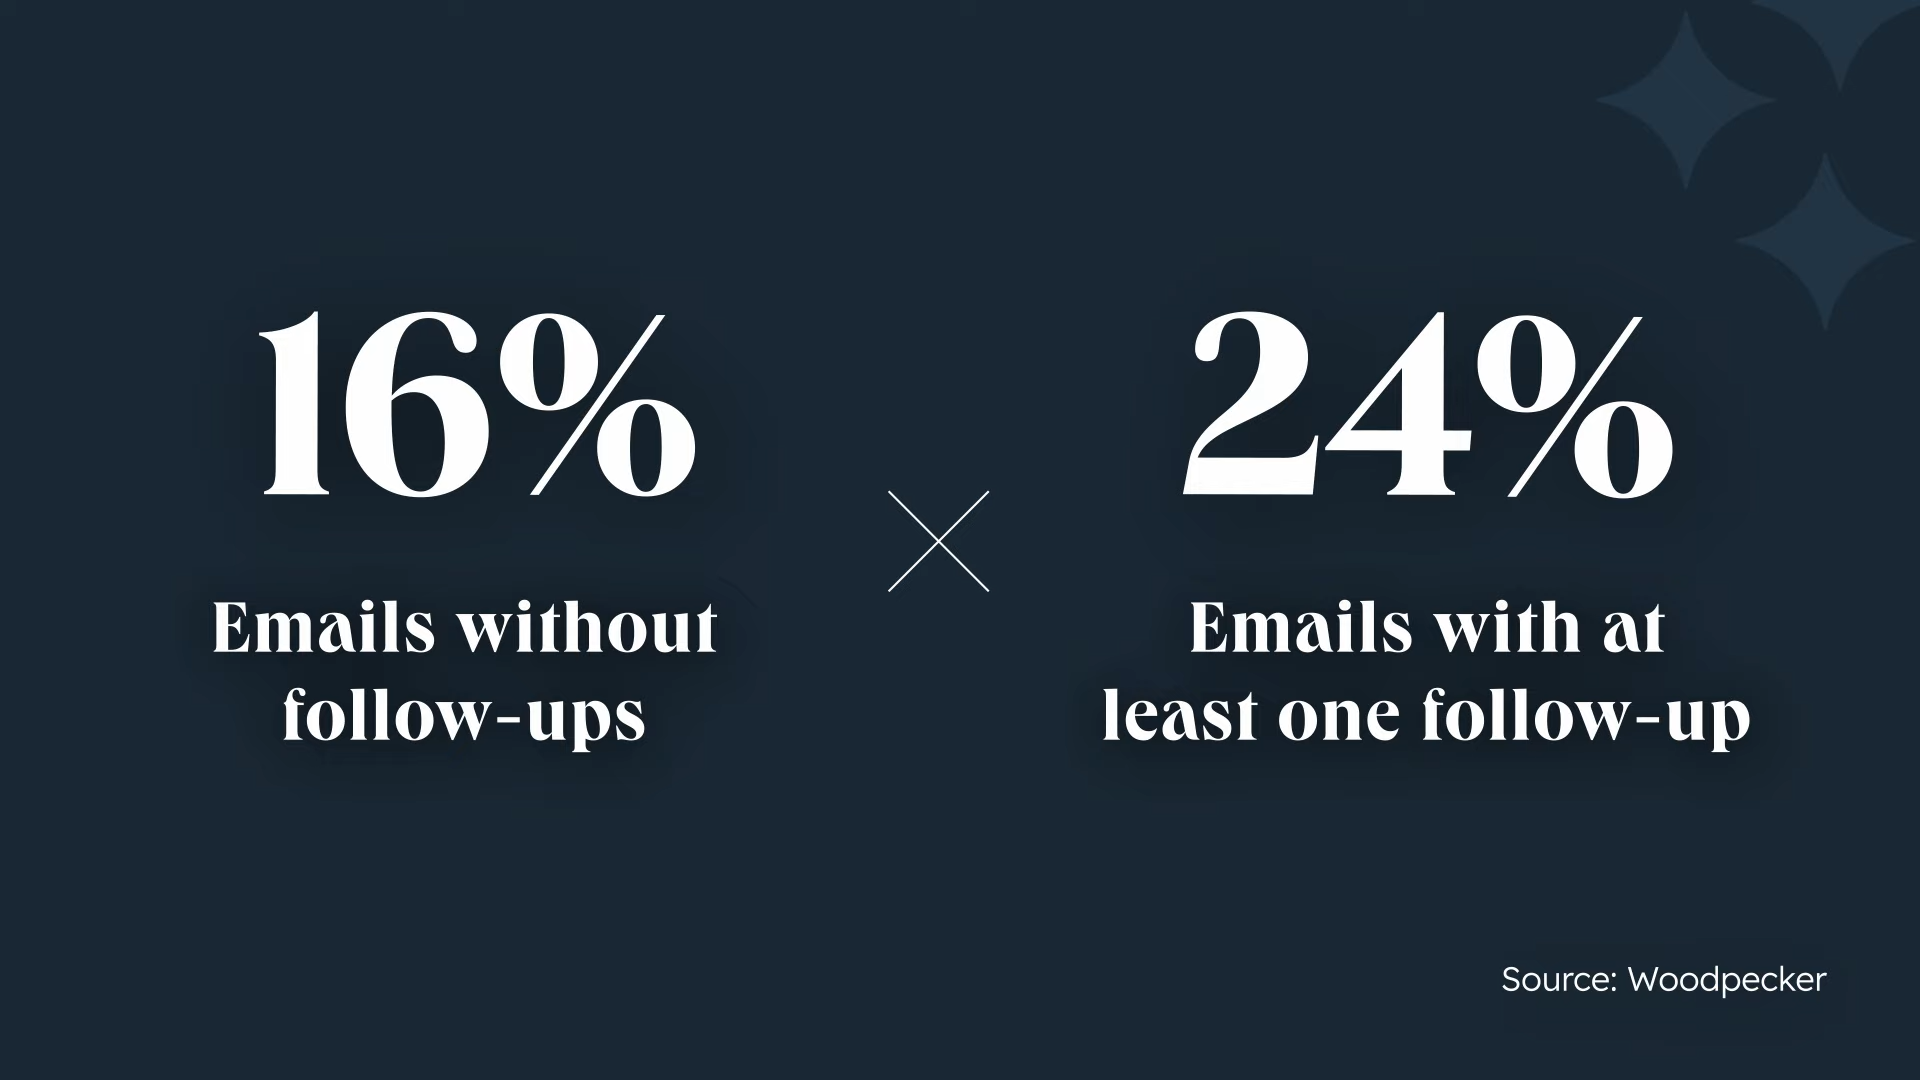 16%
Emails without
follow-ups
24%
Emails with at
least one follow-up
Source: Woodpecker